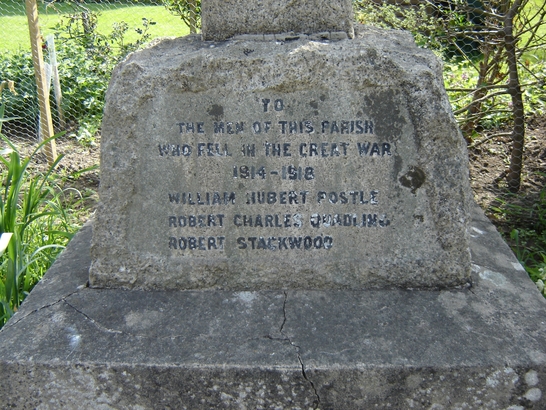 TO
THE MEN OF THIS PARISH
WHO FELL IN THE GREAT WAR
1914-1918
WILLIAM HUBERT POSTLE
ROBERT CHARLES QUADLING
ROBERT STACKWOOD